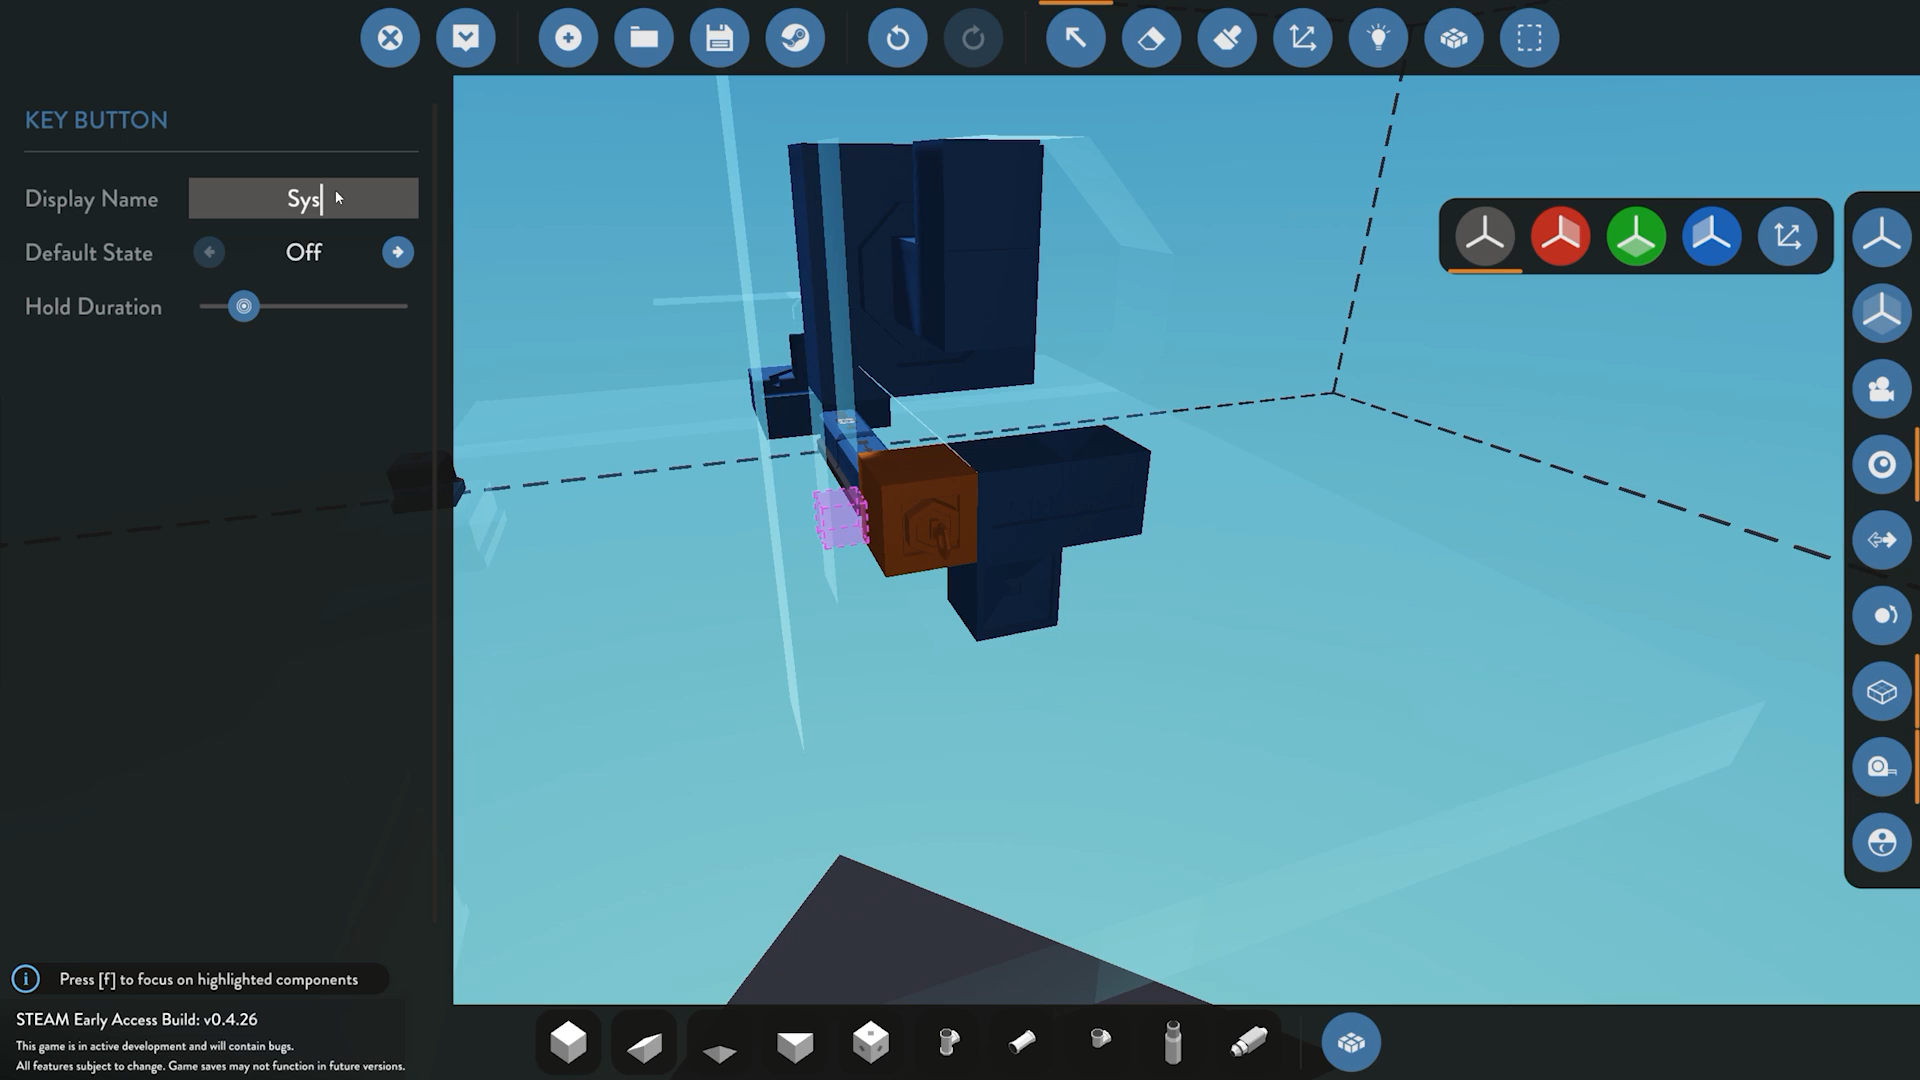 KEY BUTTON
Display Name Sys
Default State Off
Hold Duration
Press [f] to focus on highlighted components
STEAM Early Access Build: v0.4.26
This game is in active development and will contain bugs.
All features subject to change. Game saves may not function in future versions.